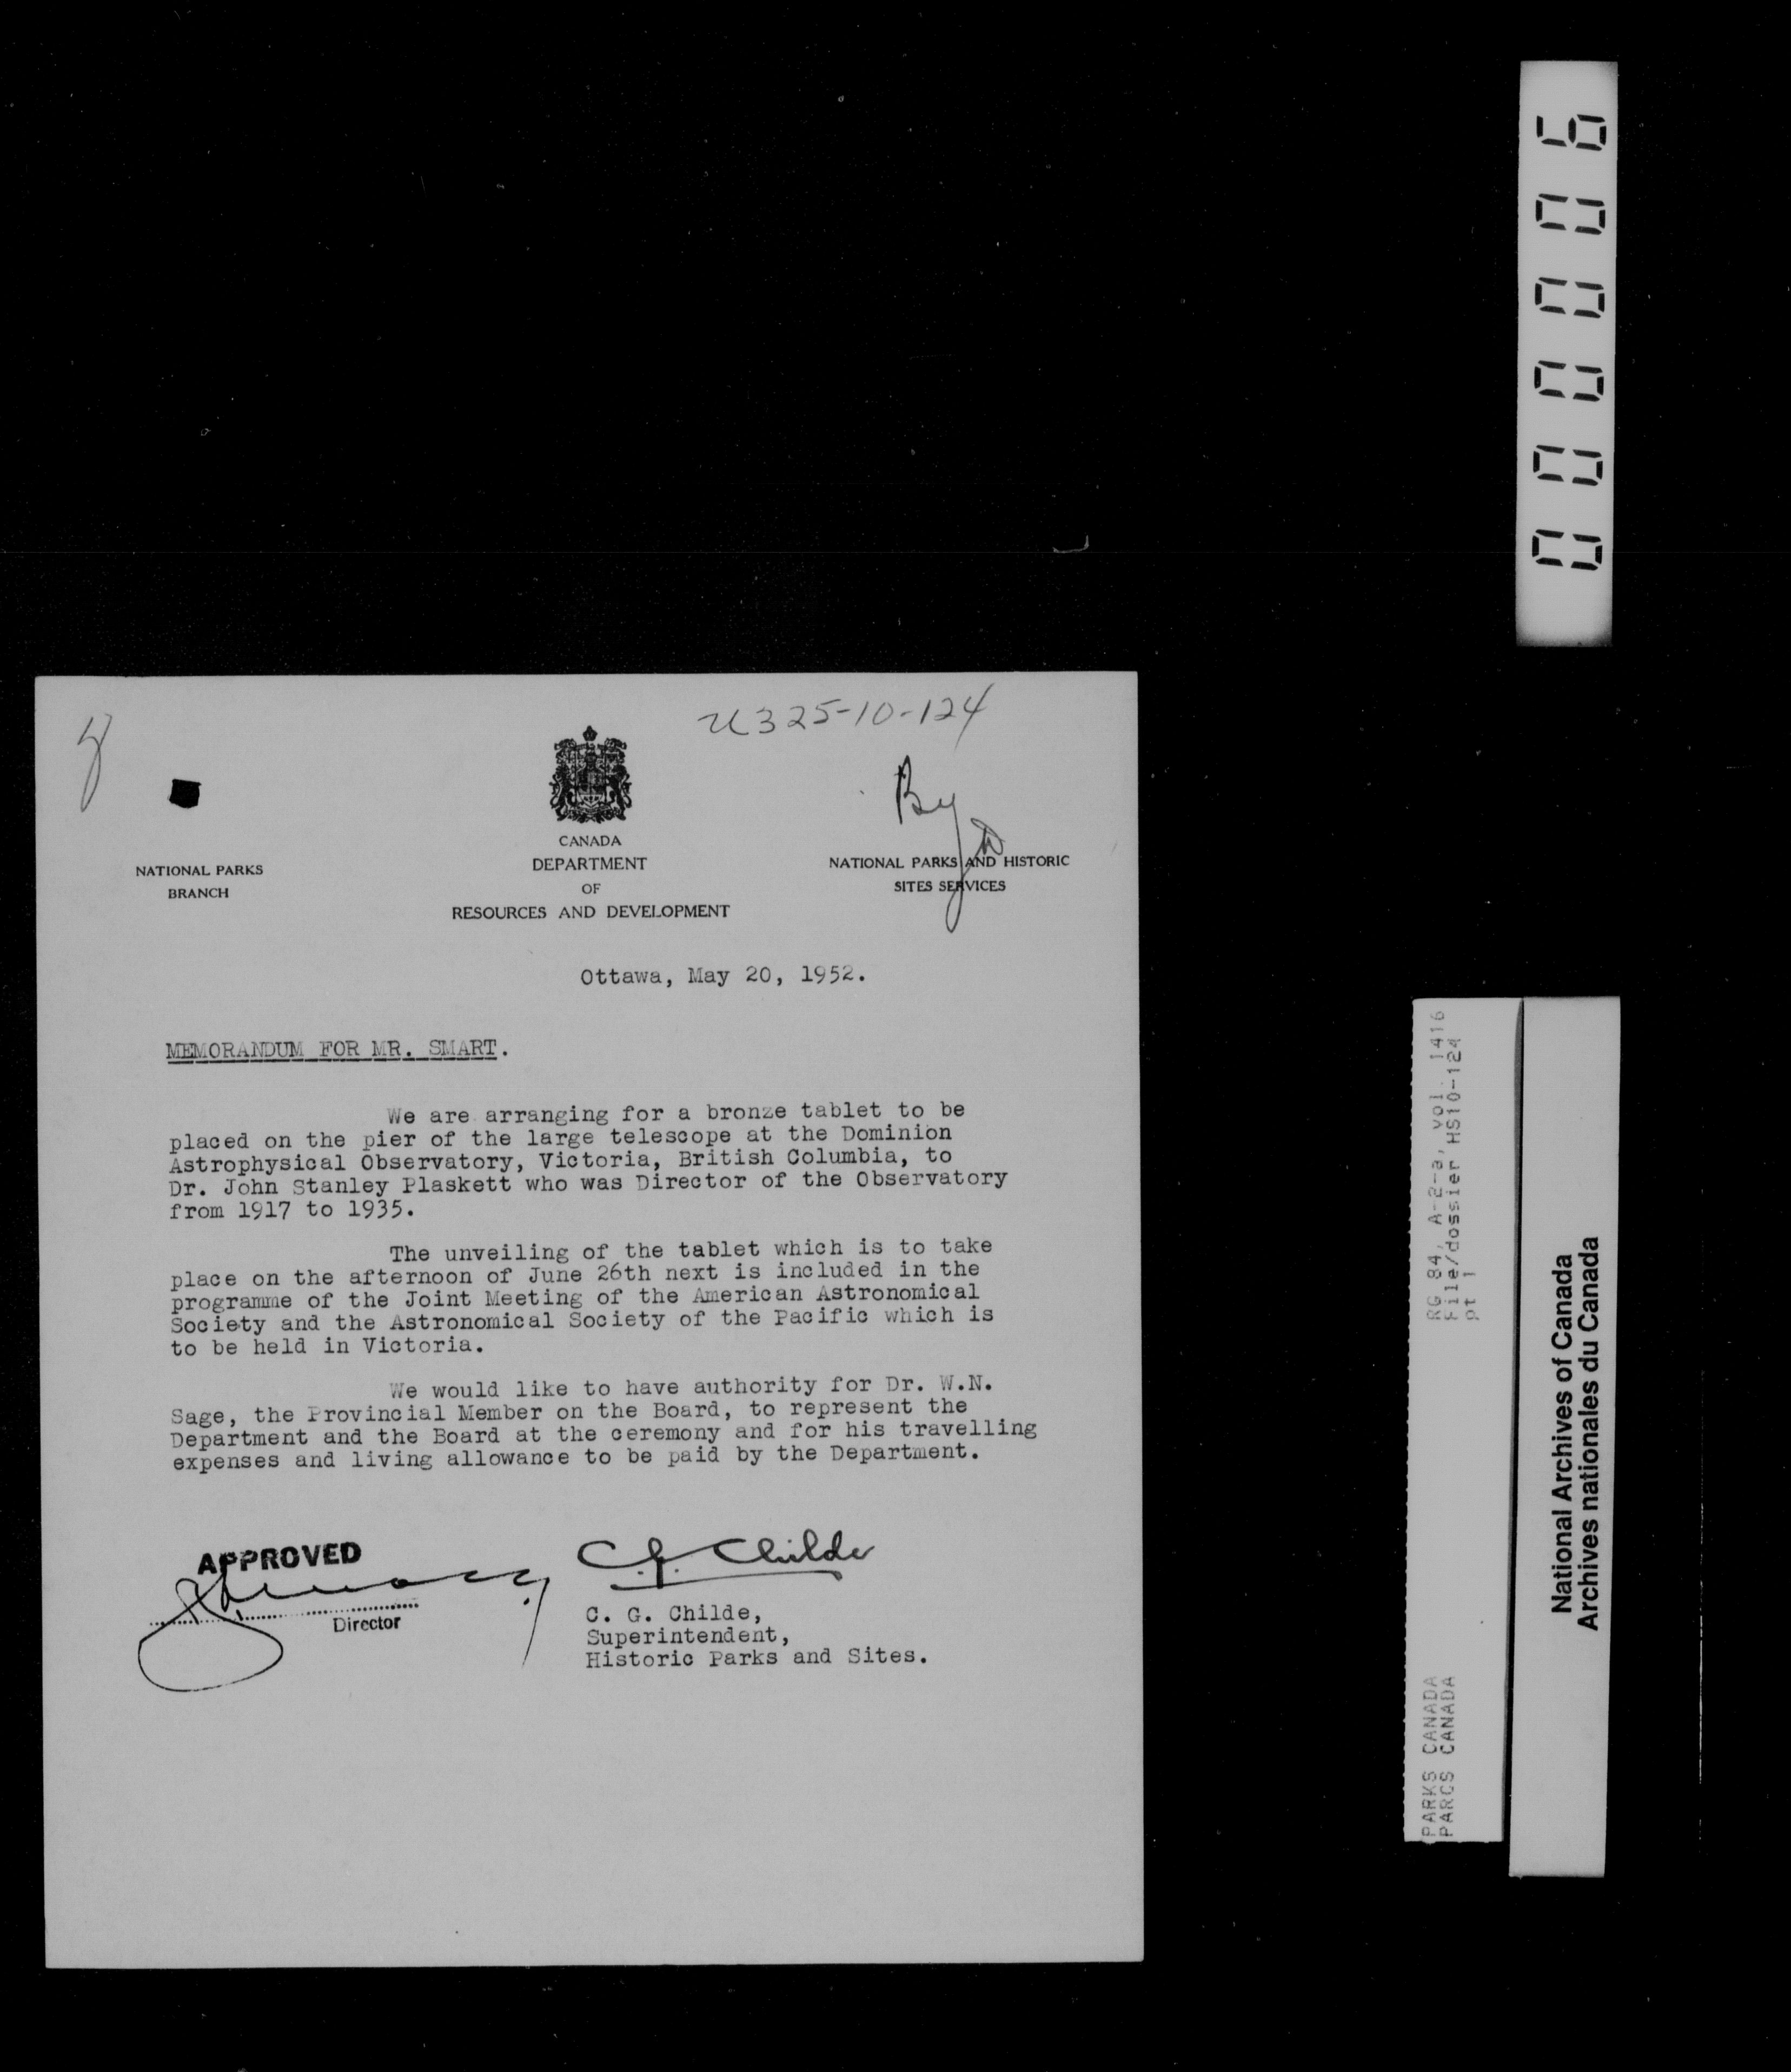 U325-10-124
By
CANADA
NATIONAL PARKS
BRANCH
DEPARTMENT
OF
RESOURCES AND DEVELOPMENT
NATIONAL PARKS AND HISTORIC
SITES SERVICES
Ottawa, May 20, 1952.
MEMORANDUM FOR MR. SMART.
We are arranging for a bronze tablet to be
placed on the pier of the large telescope at the Dominion
Astrophysical Observatory, Victoria, British Columbia, to
Dr. John Stanley Plaskett who was Director of the Observatory
from 1917 to 1935.
The unveiling of the tablet which is to take
place on the afternoon of June 26th next is included in the
programme of the Joint Meeting of the American Astronomical
Society and the Astronomical Society of the Pacific which is
to be held in Victoria.
We would like to have authority for Dr. W.N.
Sage, the Provincial Member on the Board, to represent the
Department and the Board at the ceremony and for his travelling
expenses and living allowance to be paid by the Department.
APPROVED
Director
C. G. Childe
C. G. Childe,
Superintendent,
Historic Parks and Sites.
000006
RG 84, A-2-a, vol. 1416
File/dossier HS10-124
pt 1
PARKS CANADA
PARCS CANADA
National Archives of Canada
Archives nationales du Canada